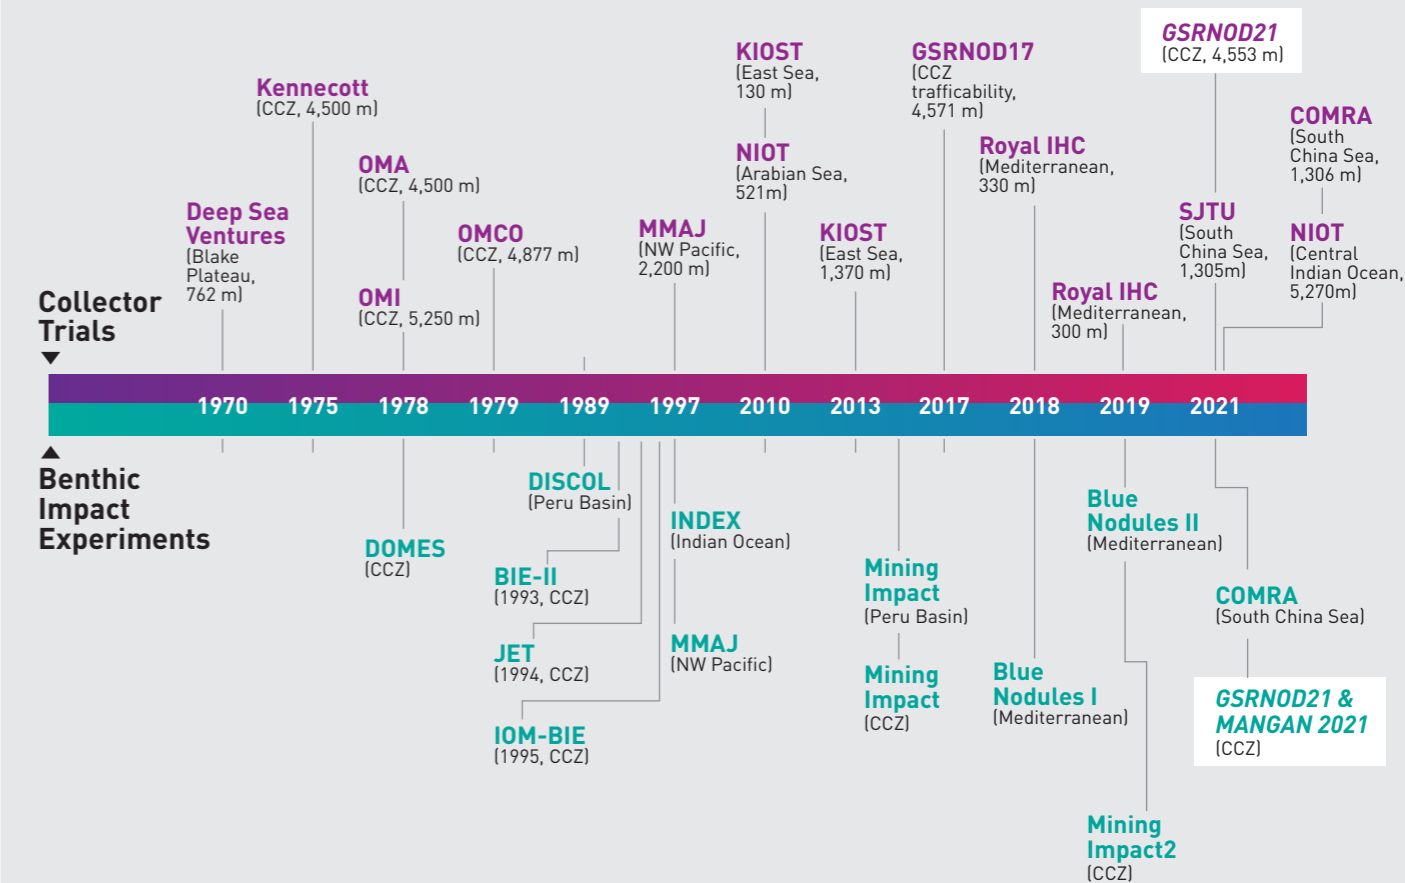 Collector
Trials
Deep Sea
Ventures
(Blake
Plateau,
762 m)
Kennecott
(CCZ, 4,500 m)
OMA
(CCZ, 4,500 m)
OMI
(CCZ, 5,250 m)
OMCO
(CCZ, 4,877 m)
MMAJ
(NW Pacific,
2,200 m)
KIOST
(East Sea,
130 m)
NIOT
(Arabian Sea,
521m)
KIOST
(East Sea,
1,370 m)
GSRNOD17
(CCZ
trafficability,
4,571 m)
Royal IHC
(Mediterranean,
330 m)
Royal IHC
(Mediterranean,
300 m)
GSRNOD21
(CCZ, 4,553 m)
SJTU
(South
China Sea,
1,305m)
COMRA
(South
China Sea,
1,306 m)
NIOT
(Central
Indian Ocean,
5,270m)
1970 1975 1978 1979 1989 1997 2010 2013 2017 2018 2019 2021
Benthic
Impact
Experiments
DOMES
(CCZ)
DISCOL
(Peru Basin)
BIE-II
(1993, CCZ)
JET
(1994, CCZ)
IOM-BIE
(1995, CCZ)
INDEX
(Indian Ocean)
MMAJ
(NW Pacific)
Mining
Impact
(Peru Basin)
Mining
Impact
(CCZ)
Blue
Nodules I
(Mediterranean)
Blue
Nodules II
(Mediterranean)
Mining
Impact2
(CCZ)
COMRA
(South China Sea)
GSRNOD21 &
MANGAN 2021
(CCZ)